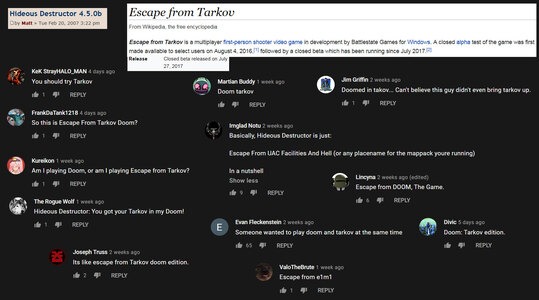 Hideous Destructor 4.5.0b
by Matt » Tue Feb 20, 2007 3:22 pm
Escape from Tarkov
From Wikipedia, the free encyclopedia
Escape from Tarkov is a multiplayer first-person shooter video game in development by Battlestate Games for Windows. A closed alpha test of the game was first
made available to select users on August 4, 2016,[1] followed by a closed beta which has been running since July 2017.[2]
Release Closed beta released on July
27, 2017
KeK StrayHALO_MAN 4 days ago
You should try Tarkov
1 REPLY
Martian Buddy 1 week ago
Doom tarkov
REPLY
Jim Griffin 2 weeks ago
Doomed in takov... Can't believe this guy didn't even bring tarkov up.
1 REPLY
FrankDaTank1218 4 days ago
So this is Escape From Tarkov Doom?
1 REPLY
Imglad Notu 2 weeks ago
Basically, Hideous Destructor is just:
Escape From UAC Facilities And Hell (or any placename for the mappack youre running)
In a nutshell
Show less
9 REPLY
Kureikon 1 week ago
Am I playing Doom, or am I playing Escape from Tarkov?
1 REPLY
Lincyna 2 weeks ago (edited)
Escape from DOOM, The Game.
6 REPLY
The Rogue Wolf 1 week ago
Hideous Destructor: You got your Tarkov in my Doom!
1 REPLY
E
Evan Fleckenstein 2 weeks ago
Someone wanted to play doom and tarkov at the same time
65 REPLY
Divic 5 days ago
Doom: Tarkov edition.
REPLY
Joseph Truss 2 weeks ago
Its like escape from Tarkov doom edition.
2 REPLY
ValoTheBrute 1 week ago
Escape from e1m1
1 REPLY